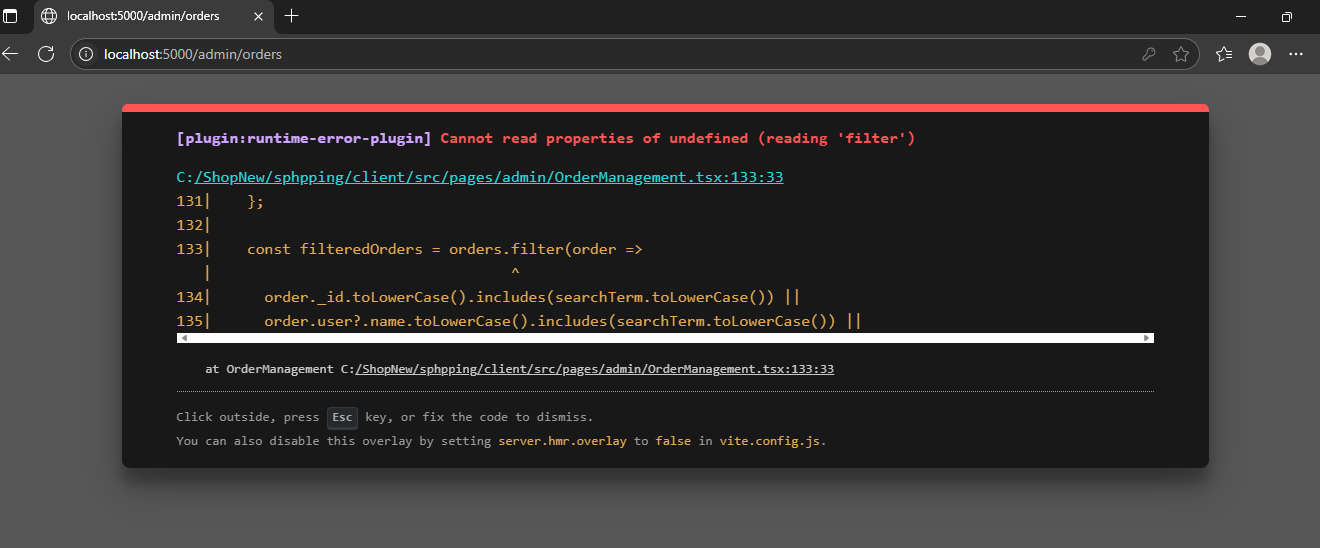 localhost:5000/admin/orders
localhost:5000/admin/orders
[plugin:runtime-error-plugin] Cannot read properties of undefined (reading 'filter')
C:/ShopNew/sphpping/client/src/pages/admin/OrderManagement.tsx:133:33
131|    };
132|
133|    const filteredOrders = orders.filter(order =>
   |                                   ^
134|      order._id.toLowerCase().includes(searchTerm.toLowerCase()) ||
135|      order.user?.name.toLowerCase().includes(searchTerm.toLowerCase()) ||
at OrderManagement C:/ShopNew/sphpping/client/src/pages/admin/OrderManagement.tsx:133:33
Click outside, press Esc key, or fix the code to dismiss.
You can also disable this overlay by setting server.hmr.overlay to false in vite.config.js.